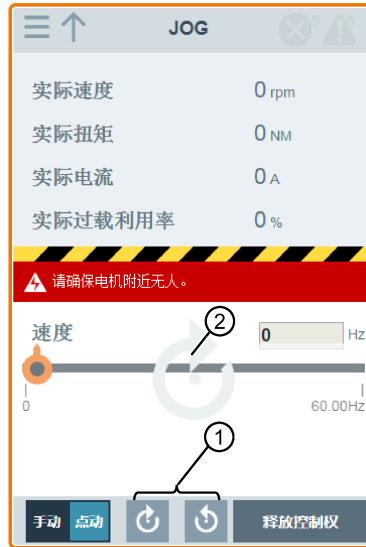 JOG
实际速度 0 rpm
实际扭矩 0 NM
实际电流 0 A
实际过载利用率 0 %
请确保电机附近无人。
速度 0 Hz
2
0 60.00Hz
1
手动 点动 释放控制权